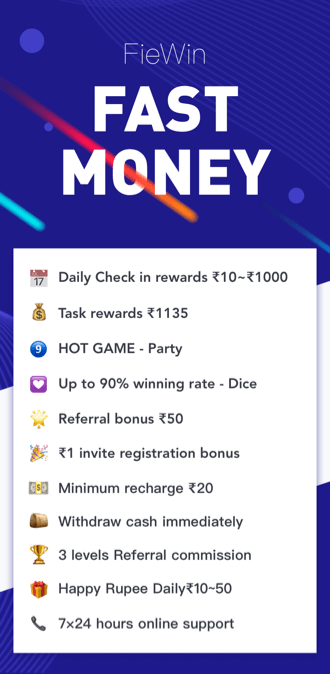 FieWin
FAST
MONEY
17
Daily Check in rewards ₹10~₹1000
Task rewards ₹1135
9
HOT GAME - Party
Up to 90% winning rate - Dice
Referral bonus ₹50
₹1 invite registration bonus
Minimum recharge ₹20
Withdraw cash immediately
3 levels Referral commission
Happy Rupee Daily₹10~50
7×24 hours online support